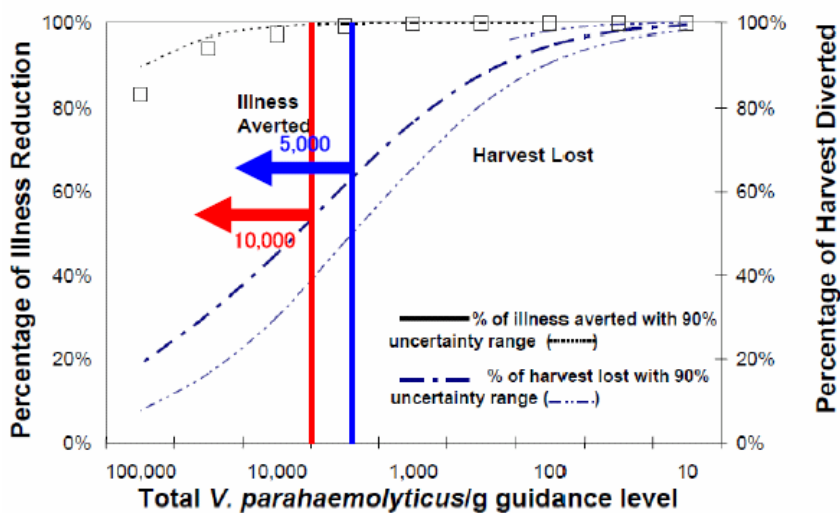 Percentage of Illness Reduction
100%
80%
60%
40%
20%
0%
Illness
Averted
5,000
10,000
Harvest Lost
% of illness averted with 90%
uncertainty range (············)
% of harvest lost with 90%
uncertainty range (—···—···—)
100%
80%
60%
40%
20%
0%
Percentage of Harvest Diverted
100,000
10,000
1,000
100
10
Total V. parahaemolyticus/g guidance level